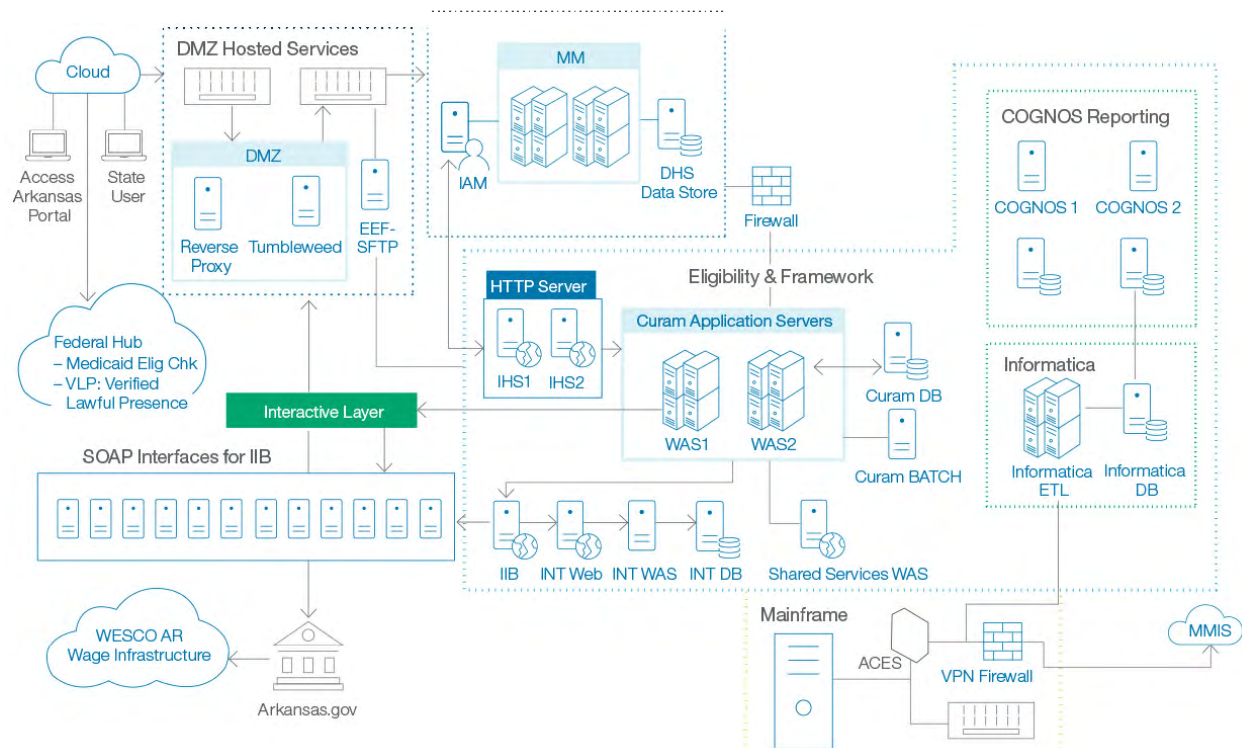 DMZ Hosted Services
Cloud
Access
Arkansas
Portal
State
User
DMZ
Reverse
Proxy
Tumbleweed
EEF-
SFTP
MM
IAM
DHS
Data Store
Firewall
COGNOS Reporting
COGNOS 1
COGNOS 2
Federal Hub
– Medicaid Elig Chk
– VLP: Verified
Lawful Presence
Eligibility & Framework
HTTP Server
IHS1
IHS2
Curam Application Servers
WAS1
WAS2
Curam DB
Curam BATCH
Informatica
Informatica
ETL
Informatica
DB
Interactive Layer
SOAP Interfaces for IIB
IIB
INT Web
INT WAS
INT DB
Shared Services WAS
WESCO AR
Wage Infrastructure
Arkansas.gov
Mainframe
ACES
VPN Firewall
MMIS